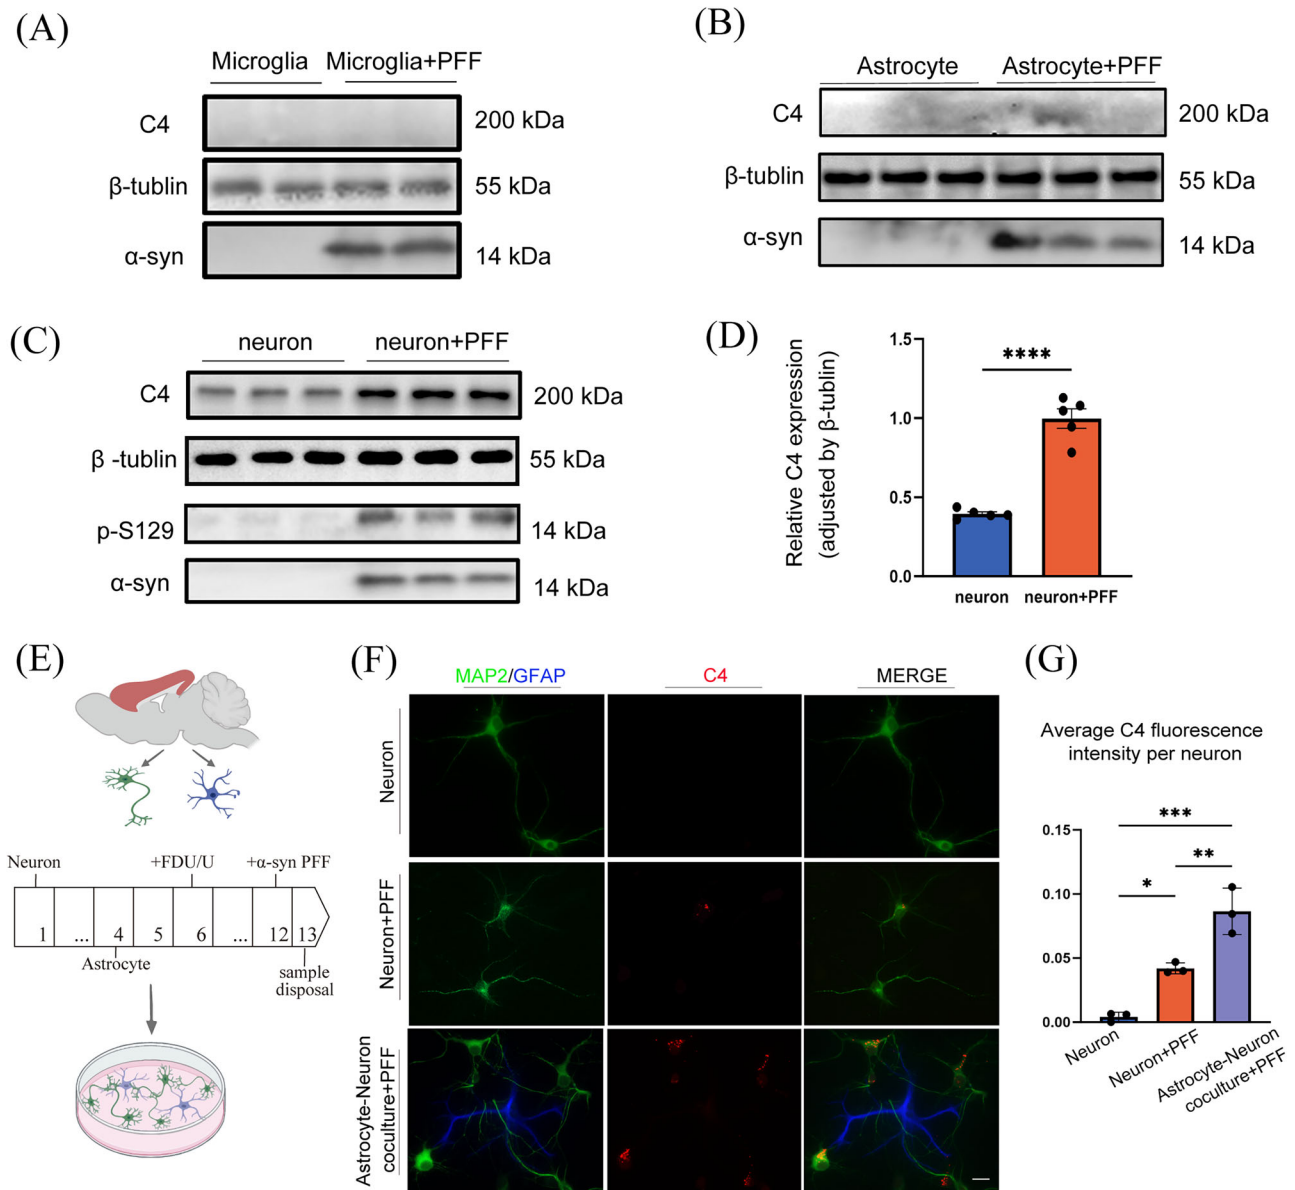 (A)
Microglia Microglia+PFF
C4 200 kDa
β-tublin 55 kDa
α-syn 14 kDa
(B)
Astrocyte Astrocyte+PFF
C4 200 kDa
β-tublin 55 kDa
α-syn 14 kDa
(C)
neuron neuron+PFF
C4 200 kDa
β -tublin 55 kDa
p-S129 14 kDa
α-syn 14 kDa
(D)
Relative C4 expression
(adjusted by β-tublin)
1.5
1.0
0.5
0.0
****
neuron neuron+PFF
(E)
Neuron +FDU/U +α-syn PFF
1 ... 4 5 6 ... 12 13
Astrocyte
sample
disposal
(F)
MAP2/GFAP C4 MERGE
Neuron
Neuron+PFF
Astrocyte-Neuron
coculture+PFF
(G)
Average C4 fluorescence
intensity per neuron
0.15
0.10
0.05
0.00
***
**
*
Neuron
Neuron+PFF
Astrocyte-Neuron
coculture+PFF